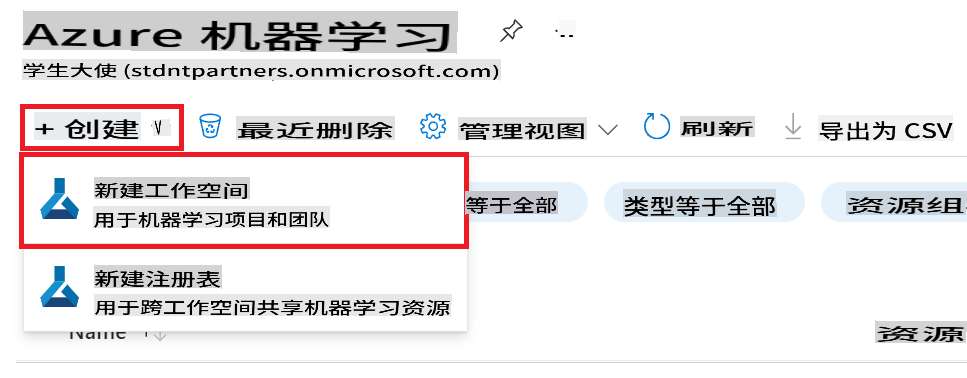 Azure 机器学习
学生大使 (stdntpartners.onmicrosoft.com)
+ 创建 最近删除 管理视图 刷新 导出为 CSV
新建工作空间
用于机器学习项目和团队
等于全部 类型等于全部 资源组
新建注册表
用于跨工作空间共享机器学习资源
Name 资源